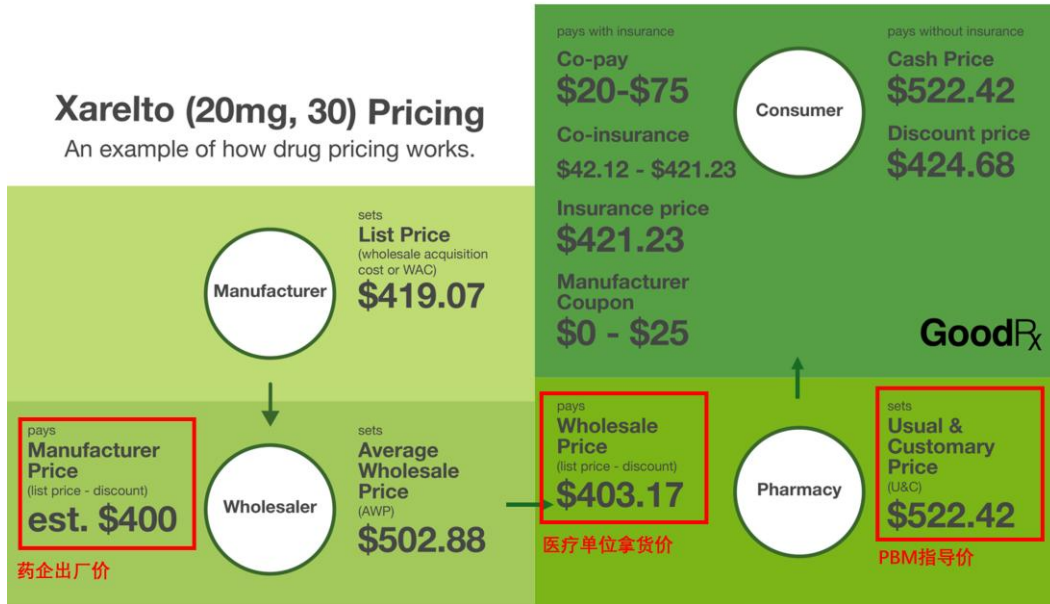 Xarelto (20mg, 30) Pricing
An example of how drug pricing works.
sets
List Price
(wholesale acquisition
cost or WAC)
$419.07
Manufacturer
pays
Manufacturer
Price
(list price - discount)
est. $400
药企出厂价
Wholesaler
sets
Average
Wholesale
Price
(AWP)
$502.88
pays
Wholesale
Price
(list price - discount)
$403.17
医疗单位拿货价
Pharmacy
sets
Usual &
Customary
Price
(U&C)
$522.42
PBM指导价
pays with insurance
Co-pay
$20-$75
Co-insurance
$42.12 - $421.23
Insurance price
$421.23
Manufacturer
Coupon
$0 - $25
Consumer
pays without insurance
Cash Price
$522.42
Discount price
$424.68
GoodRx